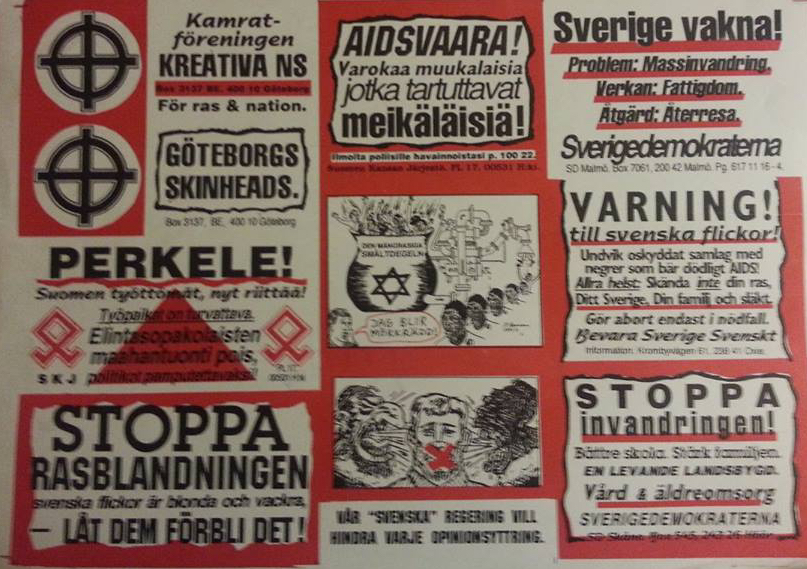 Kamrat-
föreningen
KREATIVA NS
Box 3137 BE, 400 10 Göteborg
För ras & nation.
GÖTEBORGS
SKINHEADS.
Box 3137, BE, 400 10 Göteborg
PERKELE!
Suomen työttömät, nyt riittää!
Työpaikat on turvattava.
Elintasopakolaisten
maahantuonti pois,
SKJ
STOPPA
RASBLANDNINGEN
svenska flickor är blonda och vackra,
– LÅT DEM FÖRBLI DET!
AIDSVAARA!
Varokaa muukalaisia
jotka tartuttavat
meikäläisiä!
Ilmoita poliisille havainnoistasi p. 100 22.
DEN MÅNGRASIGA
SMÄLTDEGELN
JAG BLIR
MÖRKRÄDD!
VÅR "SVENSKA" REGERING VILL
HINDRA VARJE OPINIONSYTTRING.
Sverige vakna!
Problem: Massinvandring.
Verkan: Fattigdom.
Åtgärd: Återresa.
Sverigedemokraterna
SD Malmö. Box 7061, 200 42 Malmö. Pg. 617 11 16 - 4.
VARNING!
till svenska flickor!
Undvik oskyddat samlag med
negrer som bär dödligt AIDS!
Allra helst: Skända inte din ras,
Ditt Sverige, Din familj och släkt.
Gör abort endast i nödfall.
Bevara Sverige Svenskt
STOPPA
invandringen!
Bättre skola. Stärk familjen.
EN LEVANDE LANDSBYGD.
Vård & äldreomsorg
SVERIGEDEMOKRATERNA